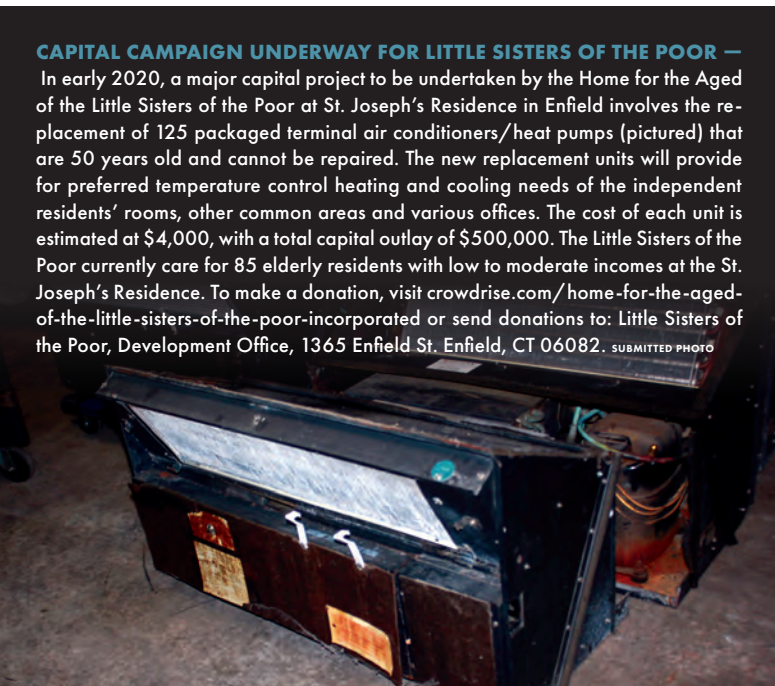 CAPITAL CAMPAIGN UNDERWAY FOR LITTLE SISTERS OF THE POOR —
In early 2020, a major capital project to be undertaken by the Home for the Aged
of the Little Sisters of the Poor at St. Joseph's Residence in Enfield involves the re-
placement of 125 packaged terminal air conditioners/heat pumps (pictured) that
are 50 years old and cannot be repaired. The new replacement units will provide
for preferred temperature control heating and cooling needs of the independent
residents' rooms, other common areas and various offices. The cost of each unit is
estimated at $4,000, with a total capital outlay of $500,000. The Little Sisters of the
Poor currently care for 85 elderly residents with low to moderate incomes at the St.
Joseph's Residence. To make a donation, visit crowdrise.com/home-for-the-aged-
of-the-little-sisters-of-the-poor-incorporated or send donations to: Little Sisters of
the Poor, Development Office, 1365 Enfield St. Enfield, CT 06082. SUBMITTED PHOTO